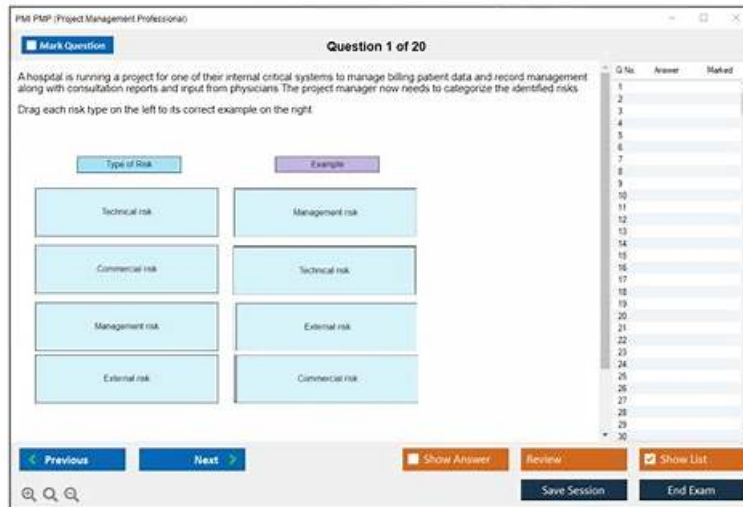 PMI PMP (Project Management Professional)
Mark Question
Question 1 of 20
A hospital is running a project for one of their internal critical systems to manage billing patient data and record management
along with consultation reports and input from physicians The project manager now needs to categorize the identified risks
Drag each risk type on the left to its correct example on the right
Type of Risk
Example
Technical risk
Management risk
Commercial risk
Technical risk
Management risk
External risk
External risk
Commercial risk
Q No. Answer Marked
1
2
3
4
5
6
7
8
9
10
11
12
13
14
15
16
17
18
19
20
21
22
23
24
25
26
27
28
29
30
Previous
Next
Show Answer
Review
Show List
Save Session
End Exam